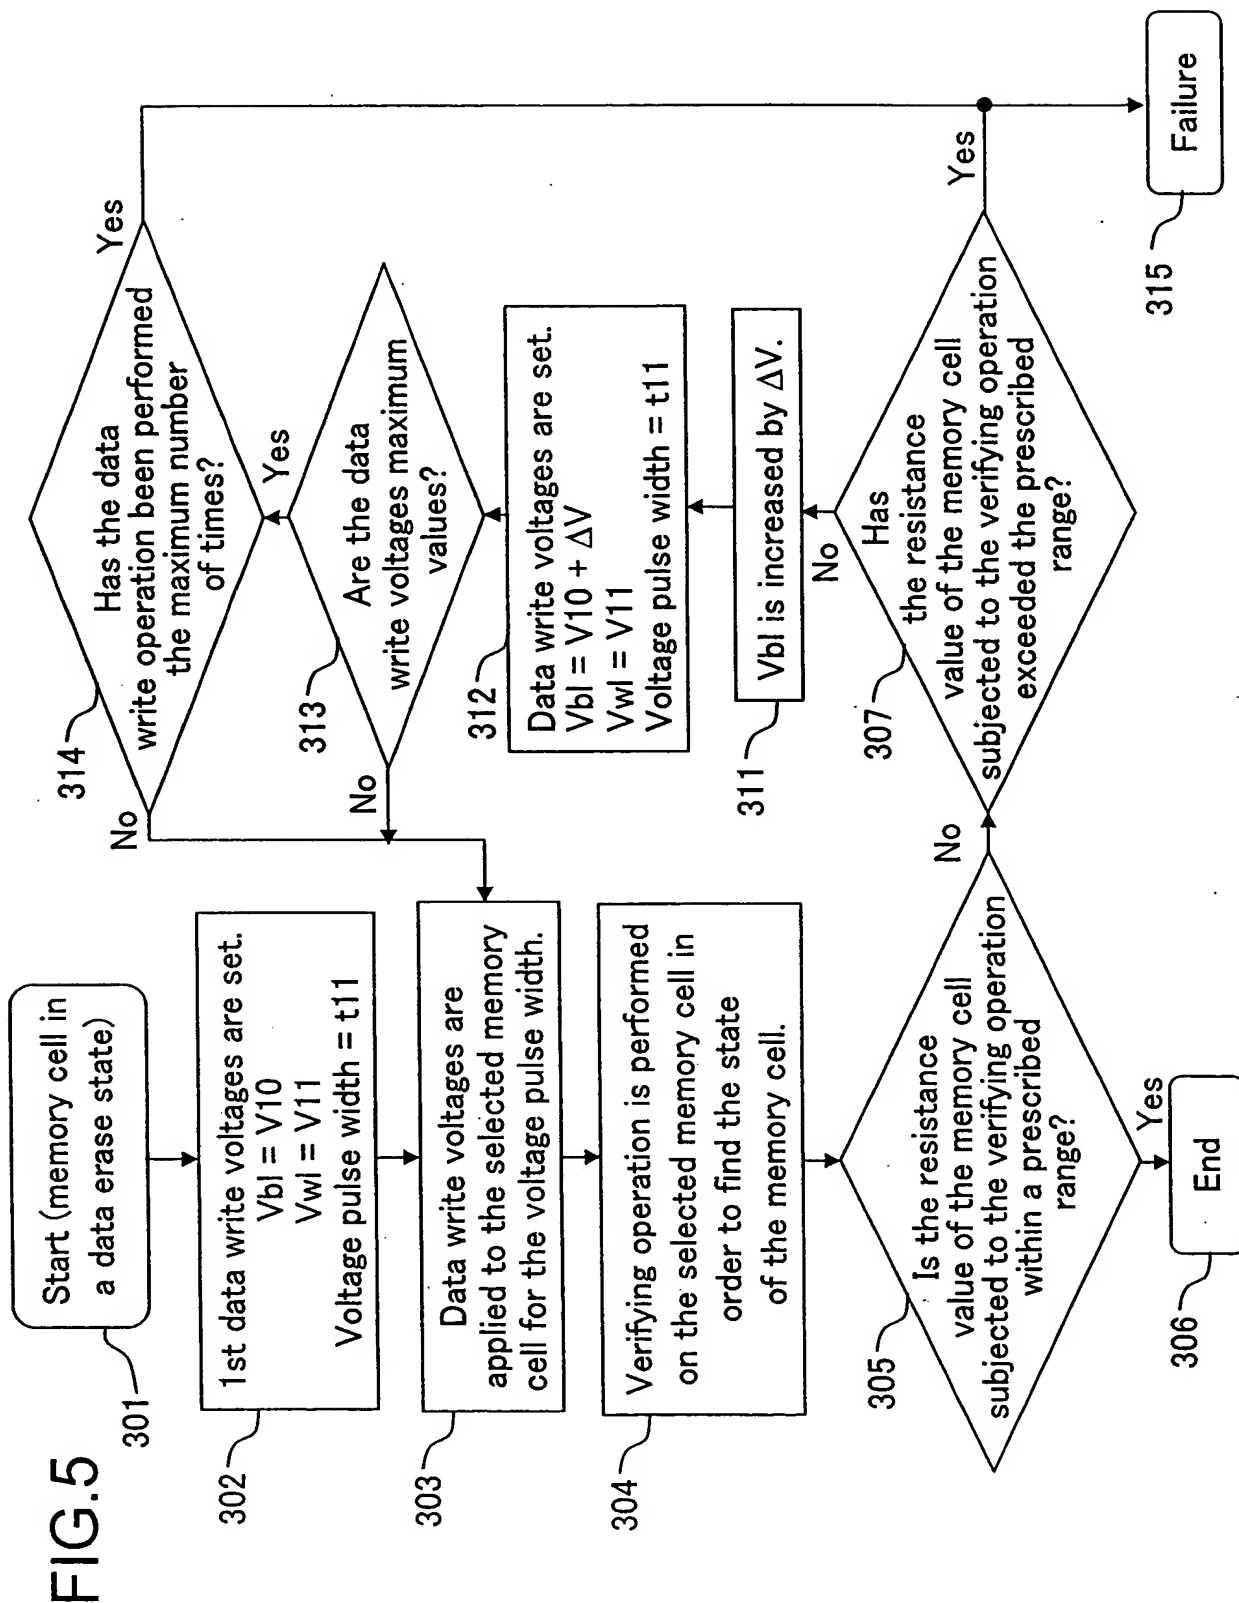 FIG.5
301
Start (memory cell in
a data erase state)
302
1st data write voltages are set.
Vbl = V10
Vwl = V11
Voltage pulse width = t11
303
Data write voltages are
applied to the selected memory
cell for the voltage pulse width.
304
Verifying operation is performed
on the selected memory cell in
order to find the state
of the memory cell.
305
Is the resistance
value of the memory cell
subjected to the verifying operation
within a prescribed
range?
Yes
No
306
End
307
Has
the resistance
value of the memory cell
subjected to the verifying operation
exceeded the prescribed
range?
Yes
No
311
Vbl is increased by ΔV.
312
Data write voltages are set.
Vbl = V10 + ΔV
Vwl = V11
Voltage pulse width = t11
313
Are the data
write voltages maximum
values?
No
Yes
314
Has the data
write operation been performed
the maximum number
of times?
No
Yes
315
Failure